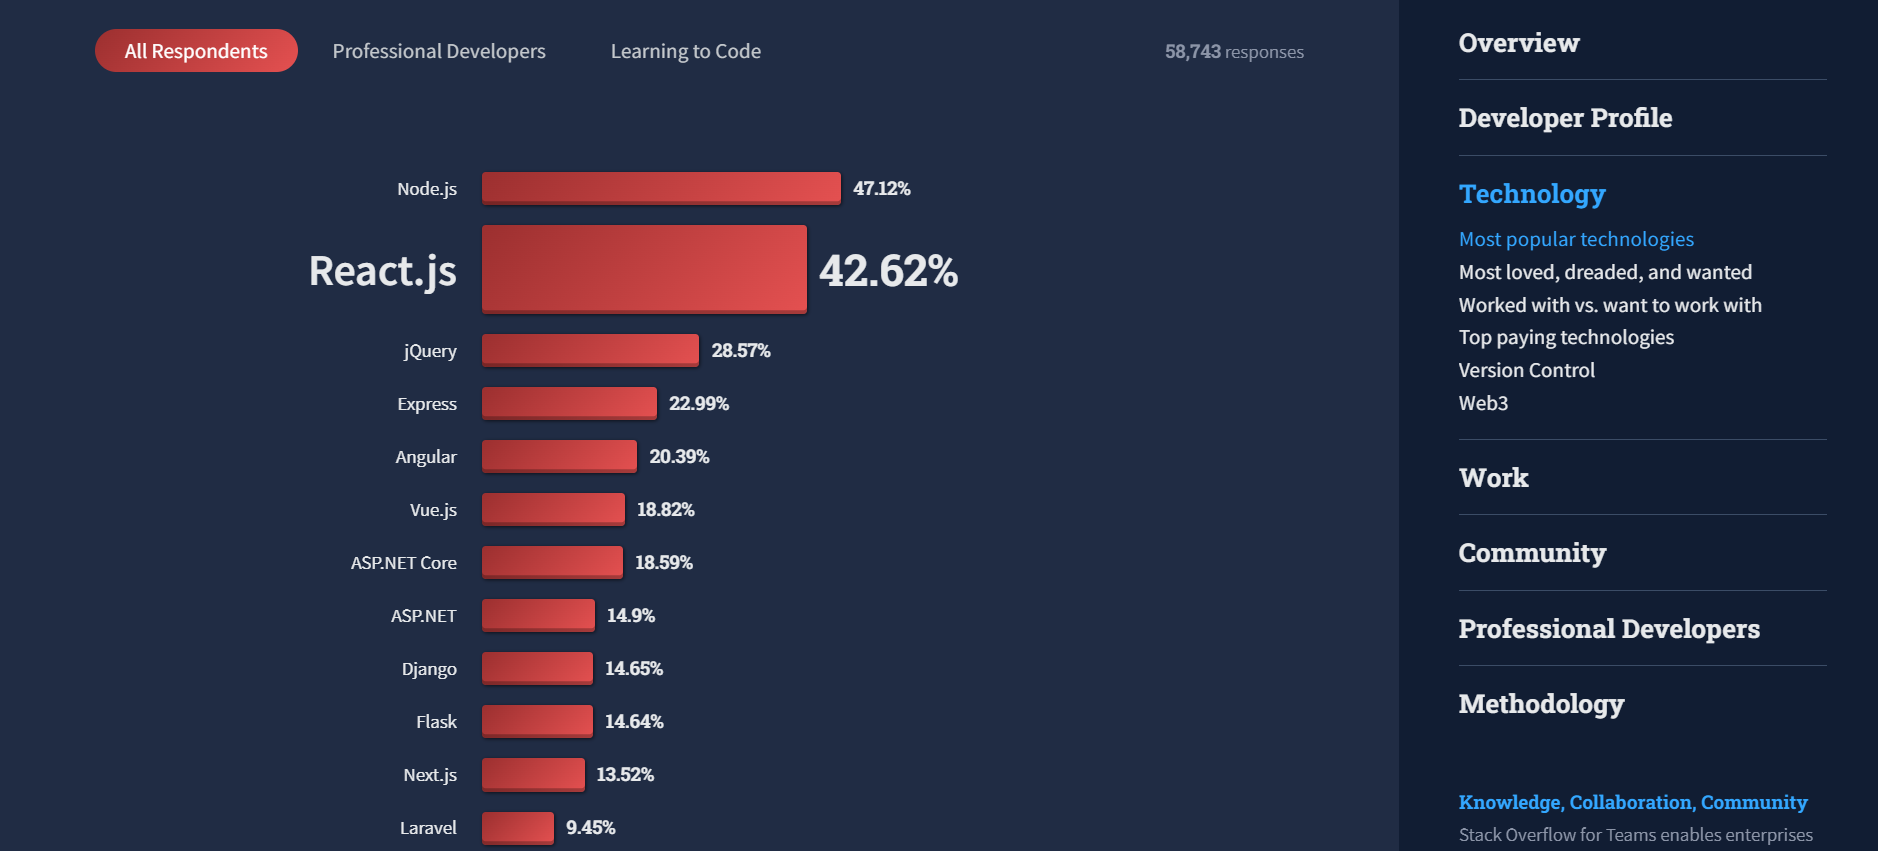 All Respondents
Professional Developers
Learning to Code
58,743 responses
Node.js 47.12%
React.js 42.62%
jQuery 28.57%
Express 22.99%
Angular 20.39%
Vue.js 18.82%
ASP.NET Core 18.59%
ASP.NET 14.9%
Django 14.65%
Flask 14.64%
Next.js 13.52%
Laravel 9.45%
Overview
Developer Profile
Technology
Most popular technologies
Most loved, dreaded, and wanted
Worked with vs. want to work with
Top paying technologies
Version Control
Web3
Work
Community
Professional Developers
Methodology
Knowledge, Collaboration, Community
Stack Overflow for Teams enables enterprises